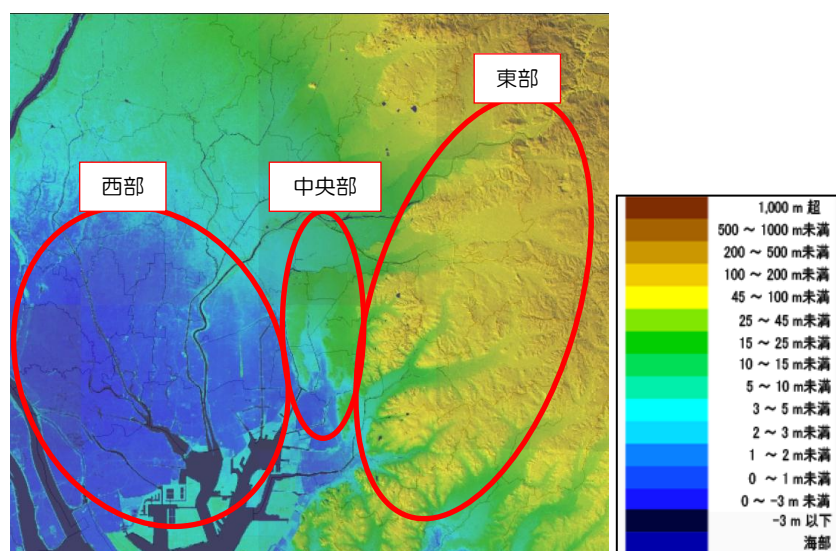 東部
西部
中央部
1,000 m 超
500 ～ 1000 m未満
200 ～ 500 m未満
100 ～ 200 m未満
45 ～ 100 m未満
25 ～ 45 m未満
15 ～ 25 m未満
10 ～ 15 m未満
5 ～ 10 m未満
3 ～ 5 m未満
2 ～ 3 m未満
1 ～ 2 m未満
0 ～ 1m未満
0 ～ -3 m 未満
-3 m 以下
海部